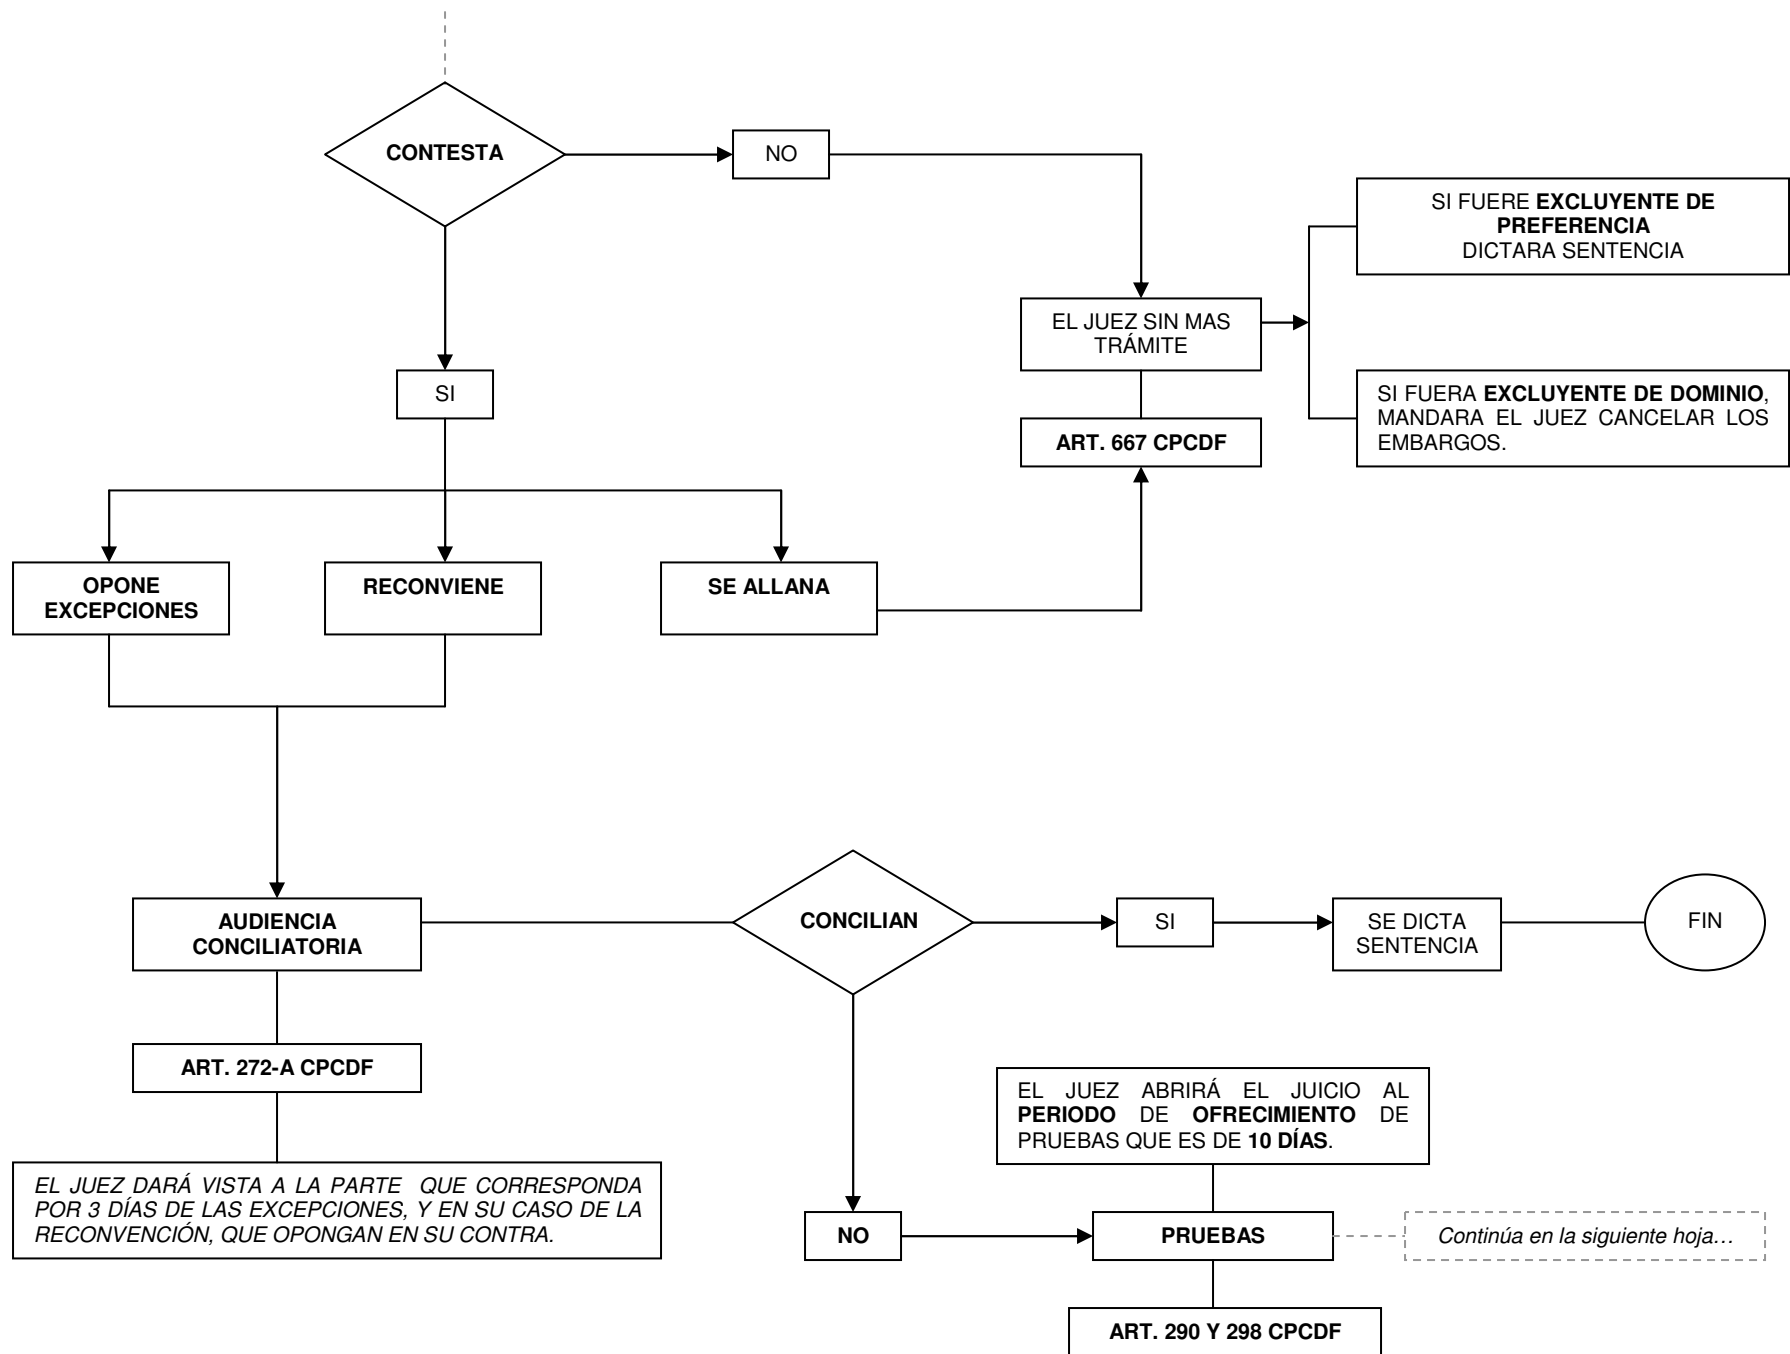 CONTESTA
NO
SI FUERE EXCLUYENTE DE
PREFERENCIA
DICTARA SENTENCIA
EL JUEZ SIN MAS
TRÁMITE
SI
SI FUERA EXCLUYENTE DE DOMINIO,
MANDARA EL JUEZ CANCELAR LOS
EMBARGOS.
ART. 667 CPCDF
OPONE
EXCEPCIONES
RECONVIENE
SE ALLANA
AUDIENCIA
CONCILIATORIA
CONCILIAN
SI
SE DICTA
SENTENCIA
FIN
ART. 272-A CPCDF
EL JUEZ ABRIRÁ EL JUICIO AL
PERIODO DE OFRECIMIENTO DE
PRUEBAS QUE ES DE 10 DÍAS.
EL JUEZ DARÁ VISTA A LA PARTE QUE CORRESPONDA
POR 3 DÍAS DE LAS EXCEPCIONES, Y EN SU CASO DE LA
RECONVENCIÓN, QUE OPONGAN EN SU CONTRA.
NO
PRUEBAS
Continúa en la siguiente hoja…
ART. 290 Y 298 CPCDF